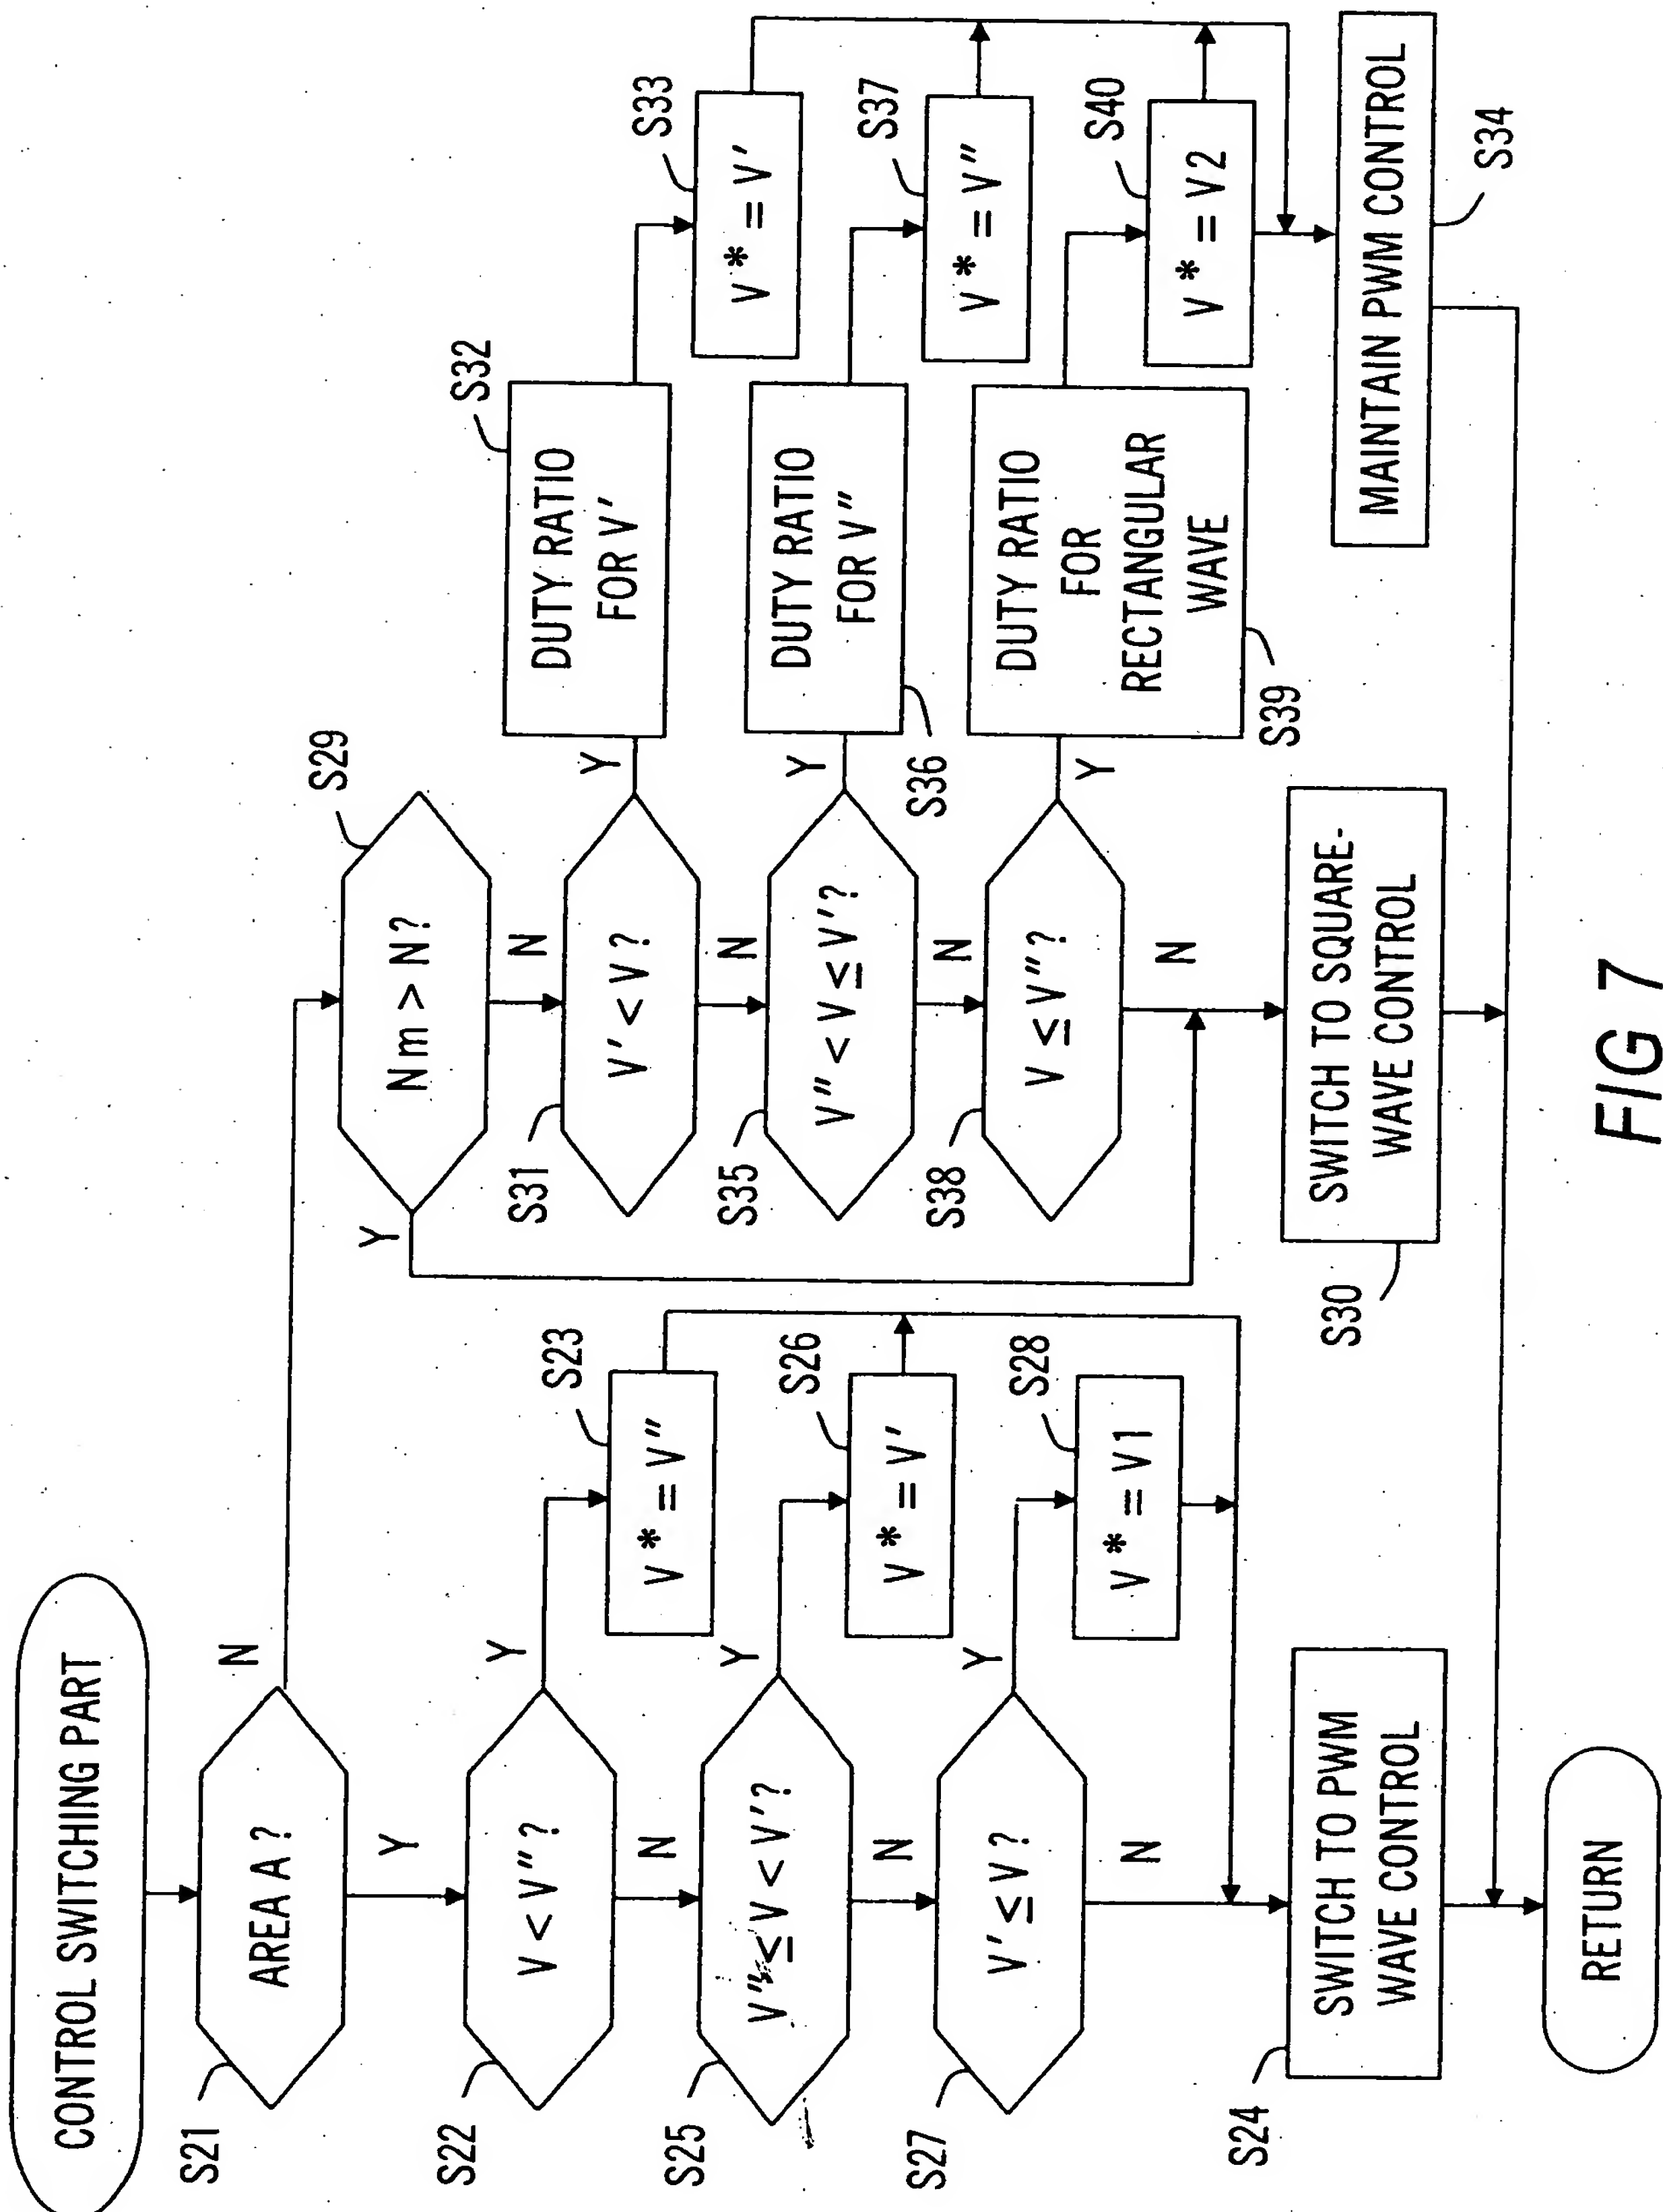 CONTROL SWITCHING PART
S21
AREA A ?
N
Y
S22
V < V" ?
Y
N
S23
V * = V"
S25
V" ≤ V < V' ?
Y
N
S26
V * = V'
S27
V' ≤ V ?
Y
N
S28
V * = V1
S24
SWITCH TO PWM
WAVE CONTROL
RETURN
S29
Nm > N ?
Y
N
S31
V' < V ?
Y
N
S32
DUTY RATIO
FOR V'
S33
V * = V'
S35
V" < V ≤ V' ?
Y
N
S36
DUTY RATIO
FOR V"
S37
V * = V"
S38
V ≤ V" ?
Y
N
S39
DUTY RATIO
FOR
RECTANGULAR
WAVE
S40
V * = V2
S30
SWITCH TO SQUARE-
WAVE CONTROL
MAINTAIN PWM CONTROL
S34
FIG 7